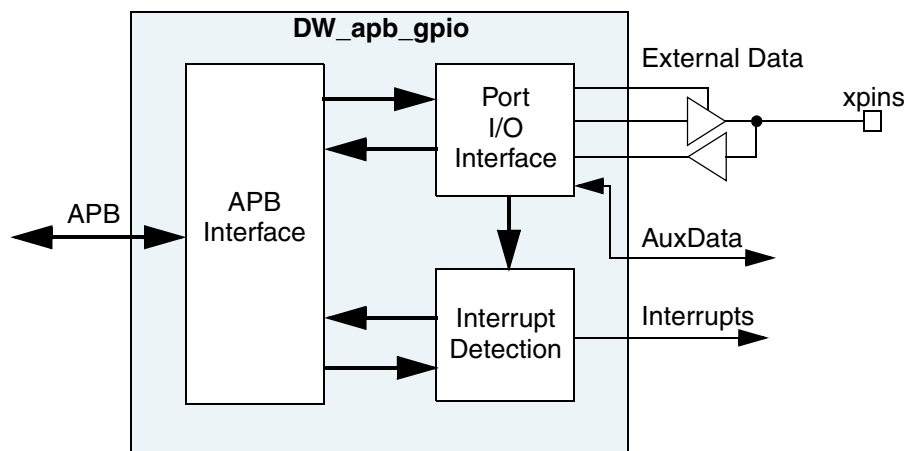 DW_apb_gpio
External Data
Port
I/O
Interface
xpins
APB
APB
Interface
AuxData
Interrupt
Detection
Interrupts